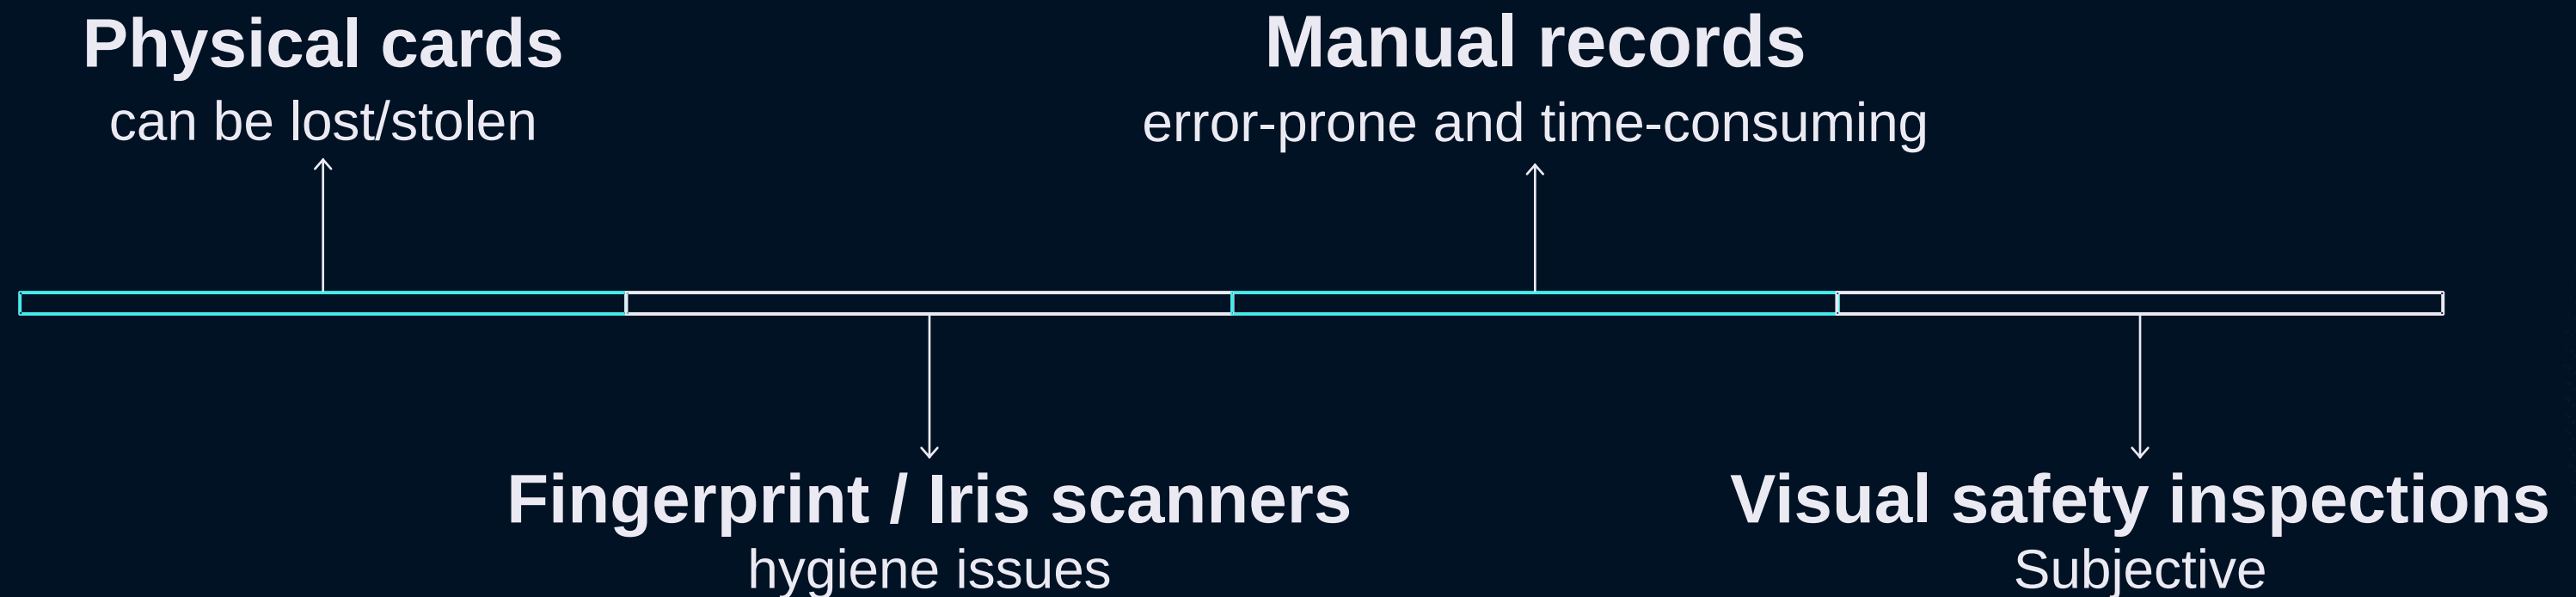 Physical cards
can be lost/stolen
Manual records
error-prone and time-consuming
Fingerprint / Iris scanners
hygiene issues
Visual safety inspections
Subjective